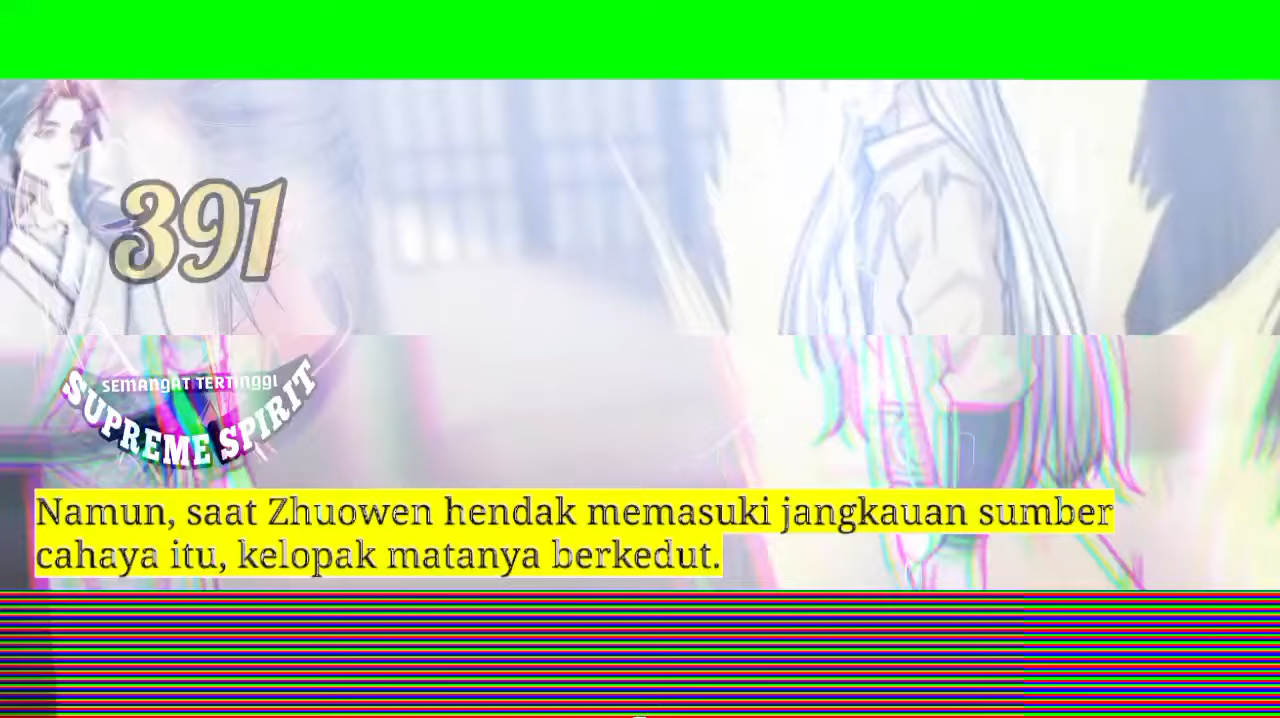 391
SEMANGAT TERTINGGI
SUPREME SPIRIT
Namun, saat Zhuowen hendak memasuki jangkauan sumber
cahaya itu, kelopak matanya berkedut.